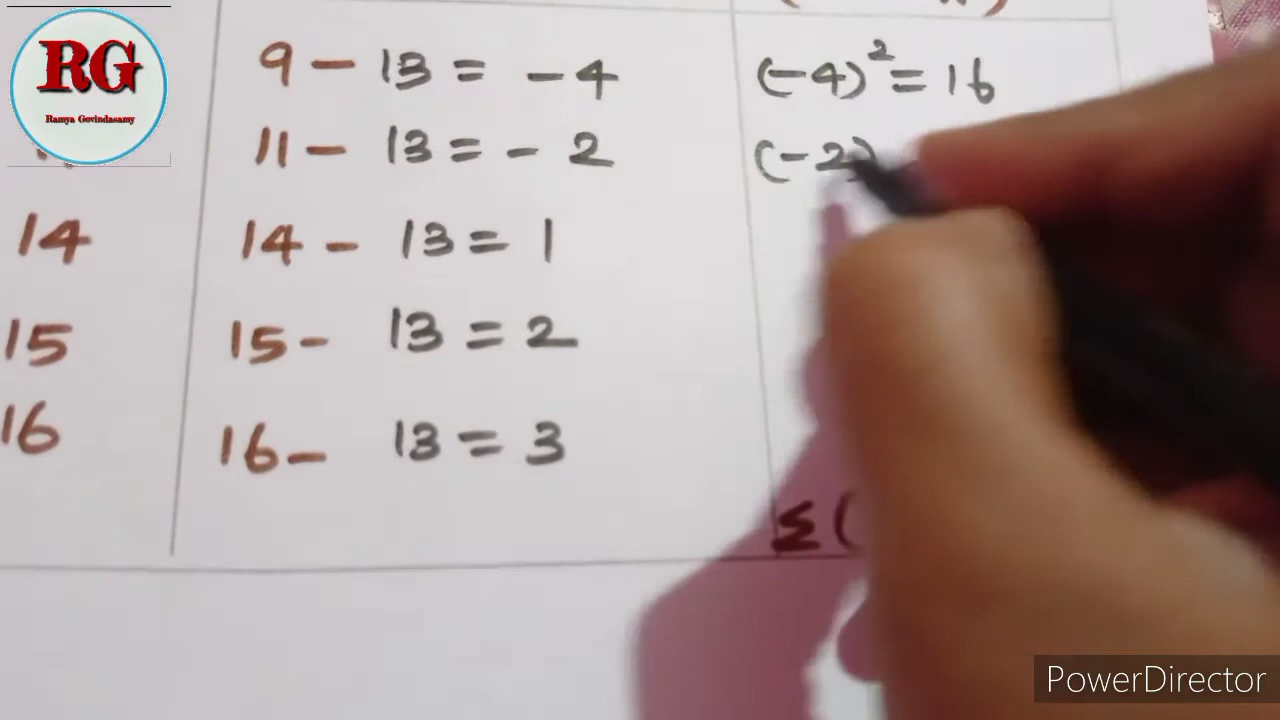 RG
Ramya Govindasamy
9 - 13 = - 4
(-4)² = 16
11 - 13 = - 2
(-2)
14
14 - 13 = 1
15
15 - 13 = 2
16
16 - 13 = 3
Σ (
PowerDirector